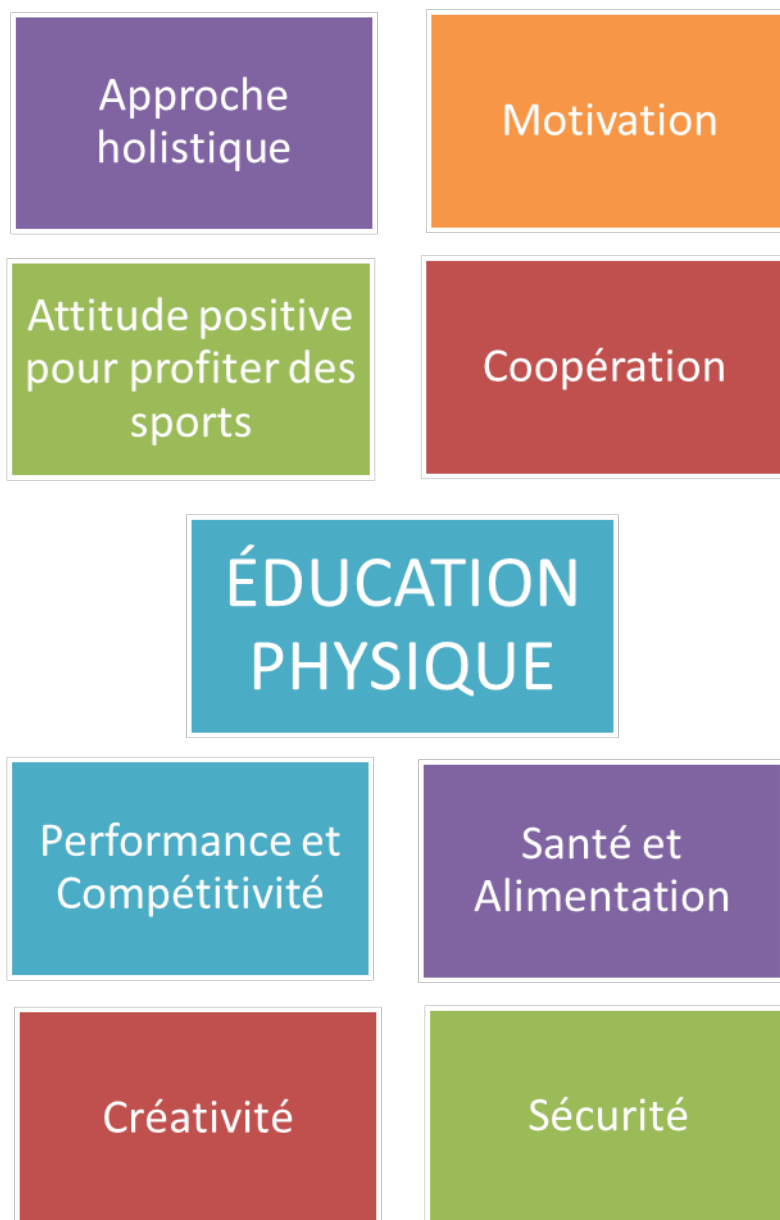 Approche
holistique
Motivation
Attitude positive
pour profiter des
sports
Coopération
ÉDUCATION
PHYSIQUE
Performance et
Compétitivité
Santé et
Alimentation
Créativité
Sécurité